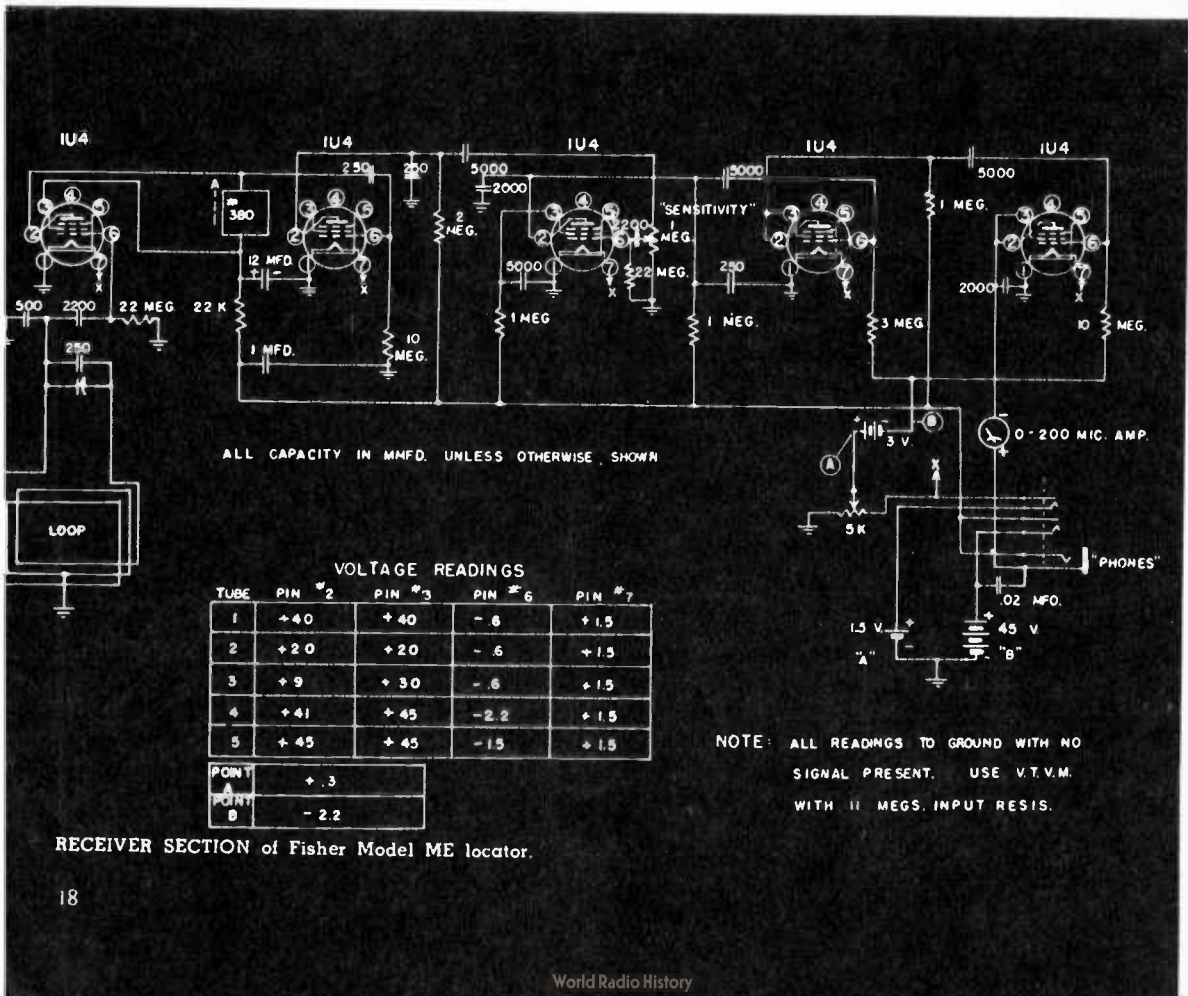 1U4
1U4
1U4
1U4
1U4
A
# 380
250
250
5000
2000
5000
5000
"SENSITIVITY"
2
MEG.
1
MEG.
1 MEG.
12 MFD.
5000
2200
22 MEG.
250
2000
500
2200
22 MEG.
22 K
1 MEG.
1 MEG.
3 MEG.
10 MEG.
250
1 MFD.
10
MEG.
3 V.
B
A
0-200 MIC. AMP.
ALL CAPACITY IN MMFD. UNLESS OTHERWISE SHOWN
X
5K
LOOP
"PHONES"
.02 MFD.
1.5 V.
"A"
45 V.
"B"
VOLTAGE READINGS
TUBE PIN #2 PIN #3 PIN #6 PIN #7
1 +40 +40 -.6 +1.5
2 +20 +20 -.6 +1.5
3 +9 +30 -.6 +1.5
4 +41 +45 -2.2 +1.5
5 +45 +45 -1.5 +1.5
POINT A +.3
POINT B -2.2
NOTE: ALL READINGS TO GROUND WITH NO
SIGNAL PRESENT. USE V.T.V.M.
WITH 11 MEGS. INPUT RESIS.
RECEIVER SECTION of Fisher Model ME locator.
18
World Radio History